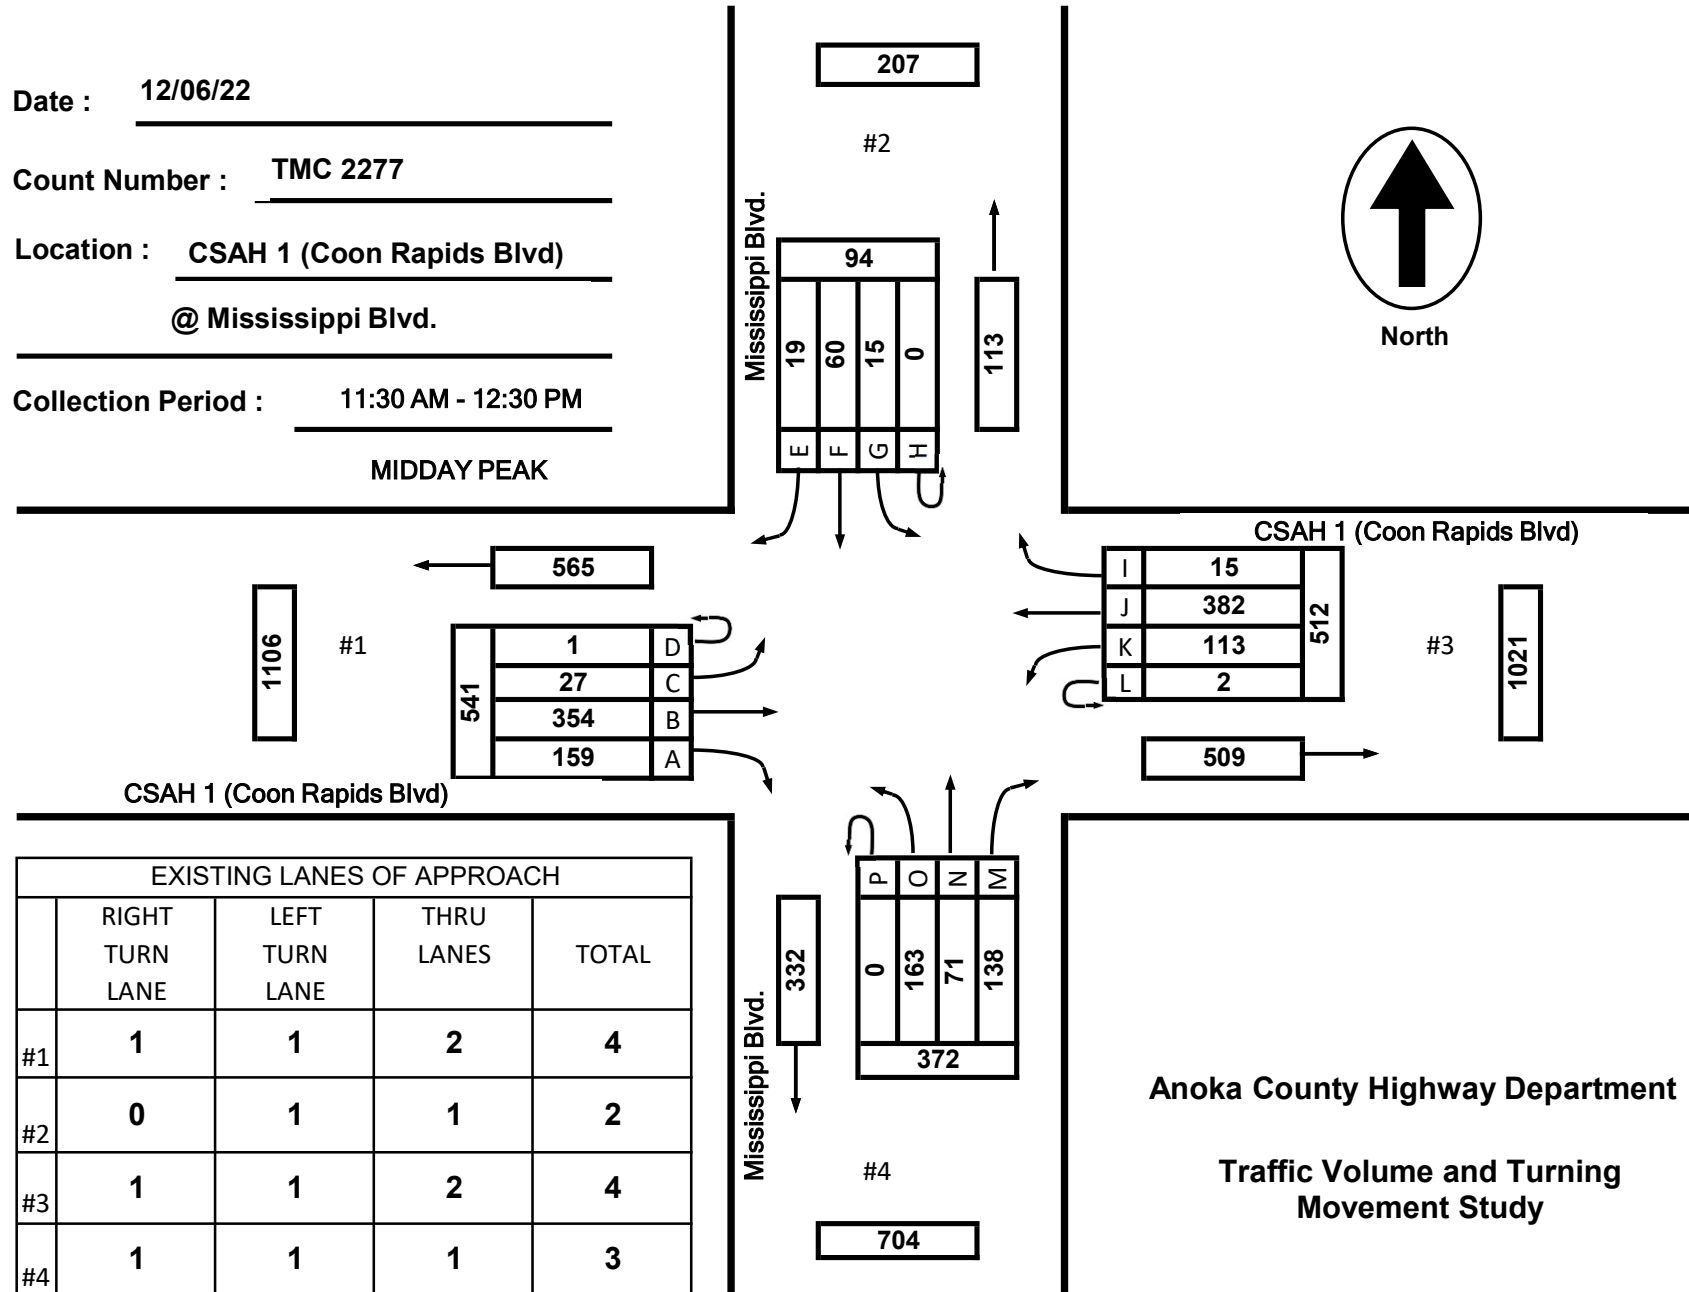 Date : 12/06/22
Count Number : TMC 2277
Location : CSAH 1 (Coon Rapids Blvd)
@ Mississippi Blvd.
Collection Period : 11:30 AM - 12:30 PM
MIDDAY PEAK
207
#2
Mississippi Blvd.
94
19 60 15 0
E F G H
113
North
CSAH 1 (Coon Rapids Blvd)
565
1106
#1
541
1 D
27 C
354 B
159 A
CSAH 1 (Coon Rapids Blvd)
I 15
J 382
K 113
L 2
512
#3
1021
509
P O N M
0 163 71 138
372
332
Mississippi Blvd.
#4
704
EXISTING LANES OF APPROACH
RIGHT TURN LANE
LEFT TURN LANE
THRU LANES
TOTAL
#1 1 1 2 4
#2 0 1 1 2
#3 1 1 2 4
#4 1 1 1 3
Anoka County Highway Department
Traffic Volume and Turning
Movement Study